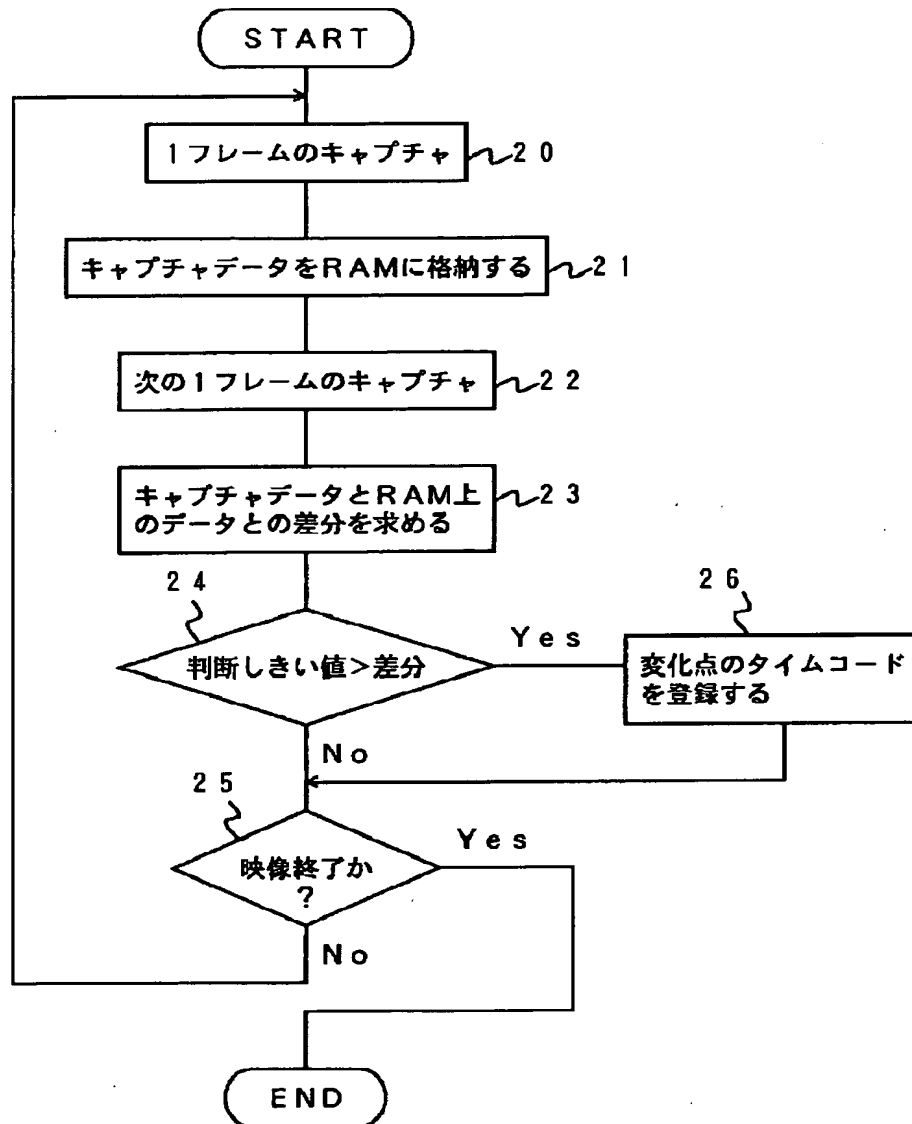 START
1フレームのキャプチャ
20
キャプチャデータをRAMに格納する
21
次の1フレームのキャプチャ
22
キャプチャデータとRAM上
のデータとの差分を求める
23
24
判断しきい値>差分
Yes
26
変化点のタイムコード
を登録する
No
25
映像終了か
?
Yes
No
END